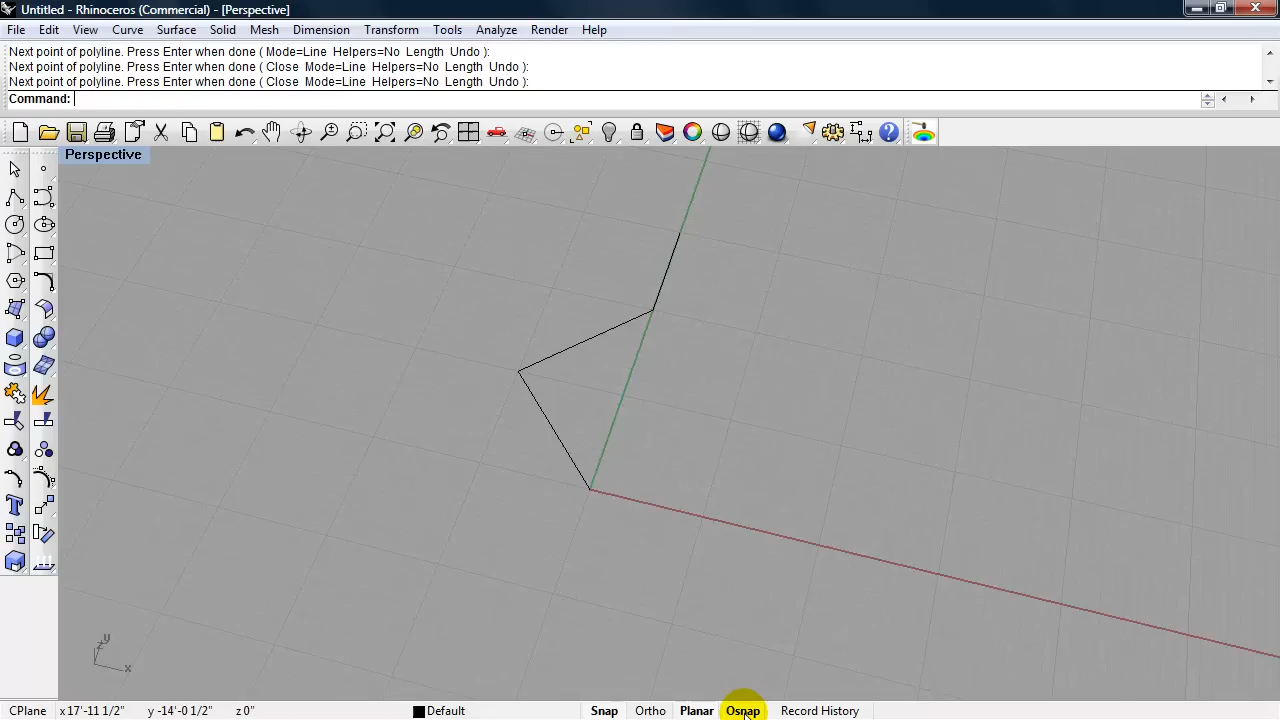 Untitled - Rhinoceros (Commercial) - [Perspective]
File Edit View Curve Surface Solid Mesh Dimension Transform Tools Analyze Render Help
Next point of polyline. Press Enter when done ( Mode=Line Helpers=No Length Undo ):
Next point of polyline. Press Enter when done ( Close Mode=Line Helpers=No Length Undo ):
Next point of polyline. Press Enter when done ( Close Mode=Line Helpers=No Length Undo ):
Command:
Perspective
y
z
x
CPlane x 17'-11 1/2" y -14'-0 1/2" z 0" Default Snap Ortho Planar Osnap Record History